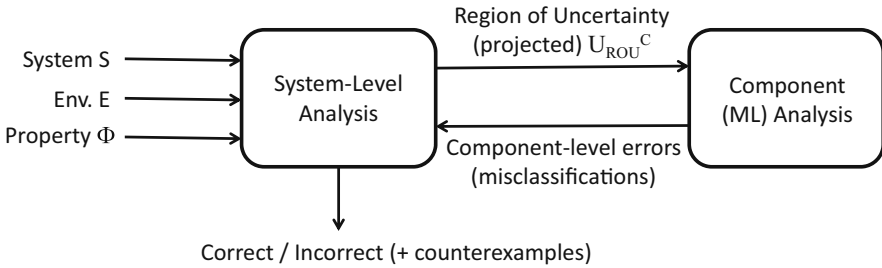 Region of Uncertainty
(projected) U_ROU^C
System S
Env. E
Property Φ
System-Level
Analysis
Component
(ML) Analysis
Component-level errors
(misclassifications)
Correct / Incorrect (+ counterexamples)